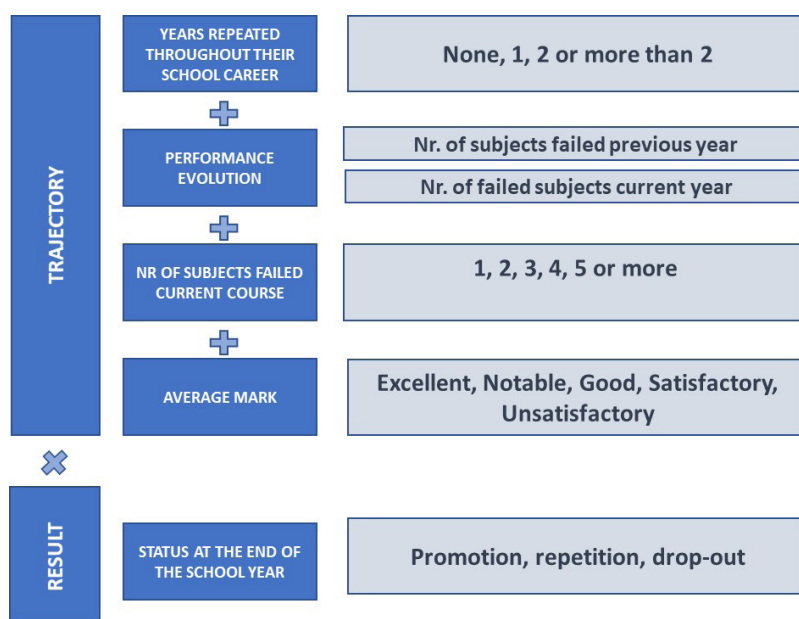 TRAJECTORY
YEARS REPEATED
THROUGHOUT THEIR
SCHOOL CAREER
None, 1, 2 or more than 2
PERFORMANCE
EVOLUTION
Nr. of subjects failed previous year
Nr. of failed subjects current year
NR OF SUBJECTS FAILED
CURRENT COURSE
1, 2, 3, 4, 5 or more
AVERAGE MARK
Excellent, Notable, Good, Satisfactory,
Unsatisfactory
RESULT
STATUS AT THE END OF
THE SCHOOL YEAR
Promotion, repetition, drop-out